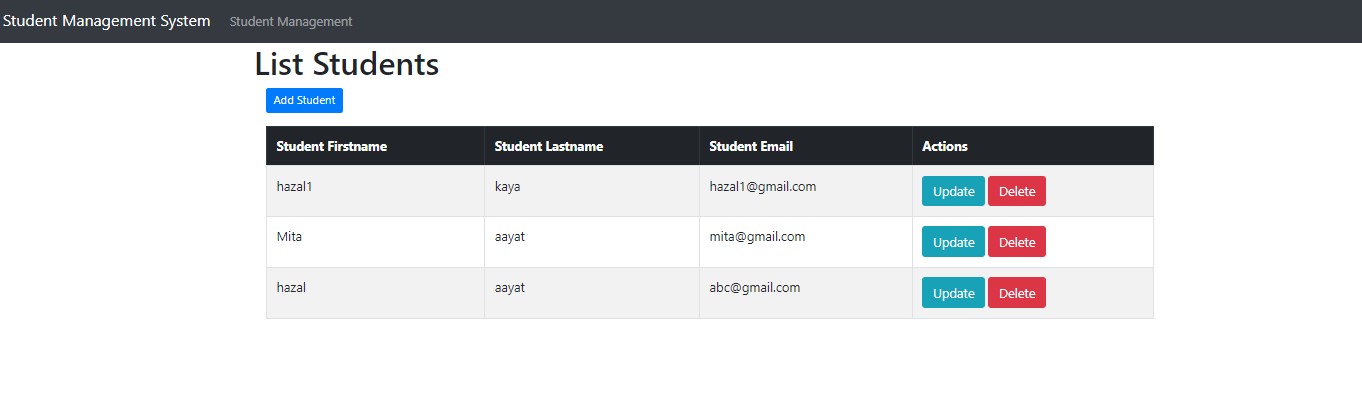 Student Management System Student Management
List Students
Add Student
Student Firstname Student Lastname Student Email Actions
hazal1 kaya hazal1@gmail.com Update Delete
Mita aayat mita@gmail.com Update Delete
hazal aayat abc@gmail.com Update Delete